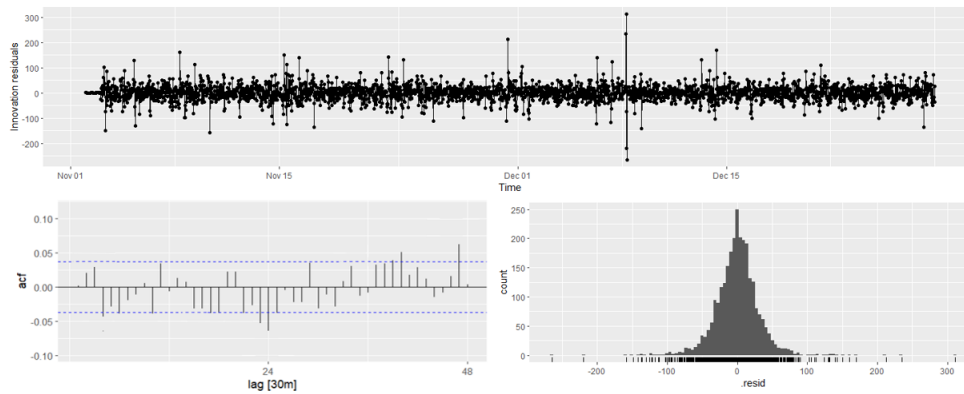 300
200
100
0
-100
-200
Innovation residuals
Nov 01 Nov 15 Dec 01 Dec 15
Time
0.10
0.05
0.00
-0.05
-0.10
acf
24 48
lag [30m]
250
200
150
100
50
0
count
-200 -100 0 100 200 300
.resid